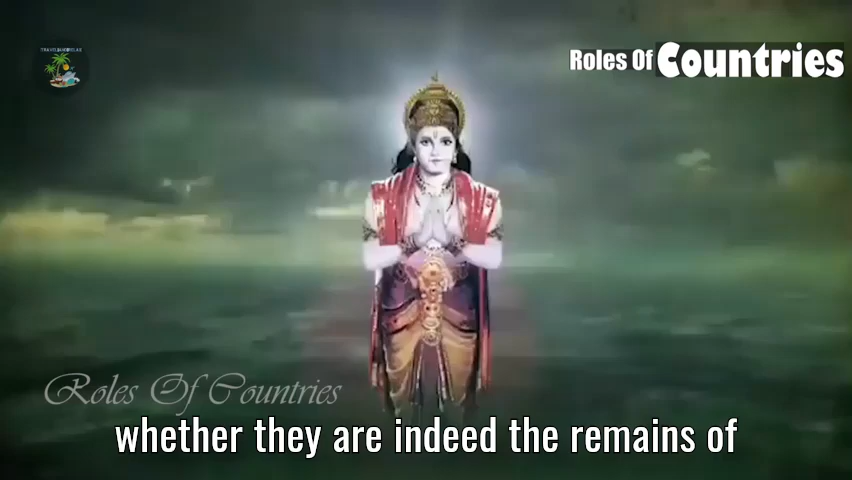 Roles Of Countries
Roles Of Countries
whether they are indeed the remains of